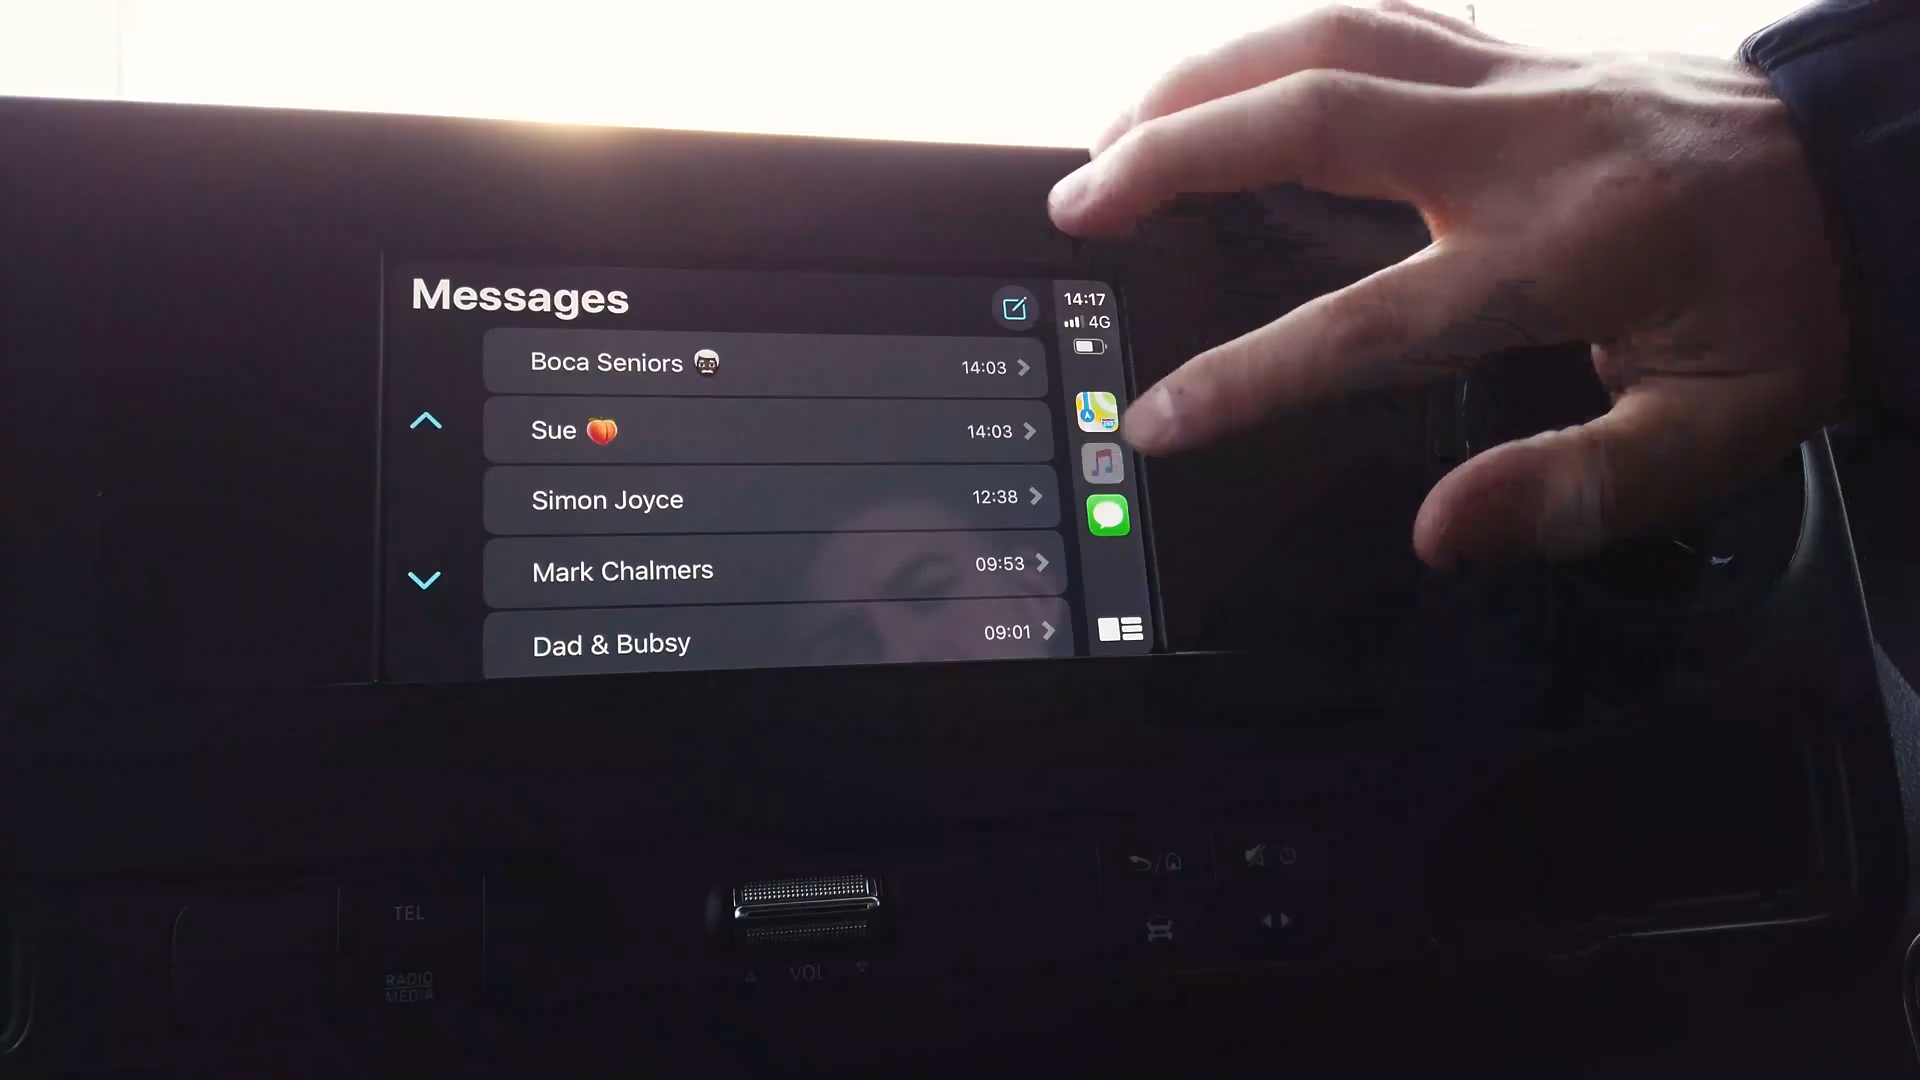 Messages
14:17
4G
Boca Seniors 14:03
Sue 🍑 14:03
Simon Joyce 12:38
Mark Chalmers 09:53
Dad & Bubsy 09:01
TEL
RADIO
MEDIA
VOL